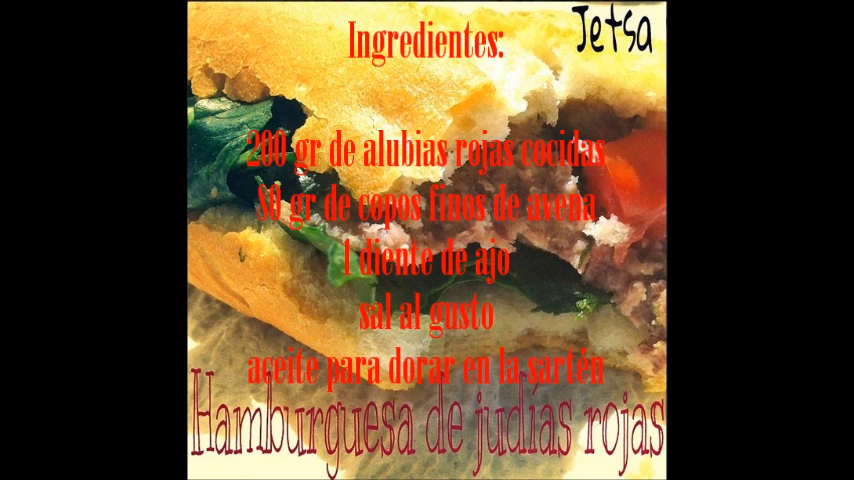 Jetsa
Ingredientes:
200 gr de alubias rojas cocidas
80 gr de copos finos de avena
1 diente de ajo
sal al gusto
aceite para dorar en la sartén
Hamburguesa de judías rojas